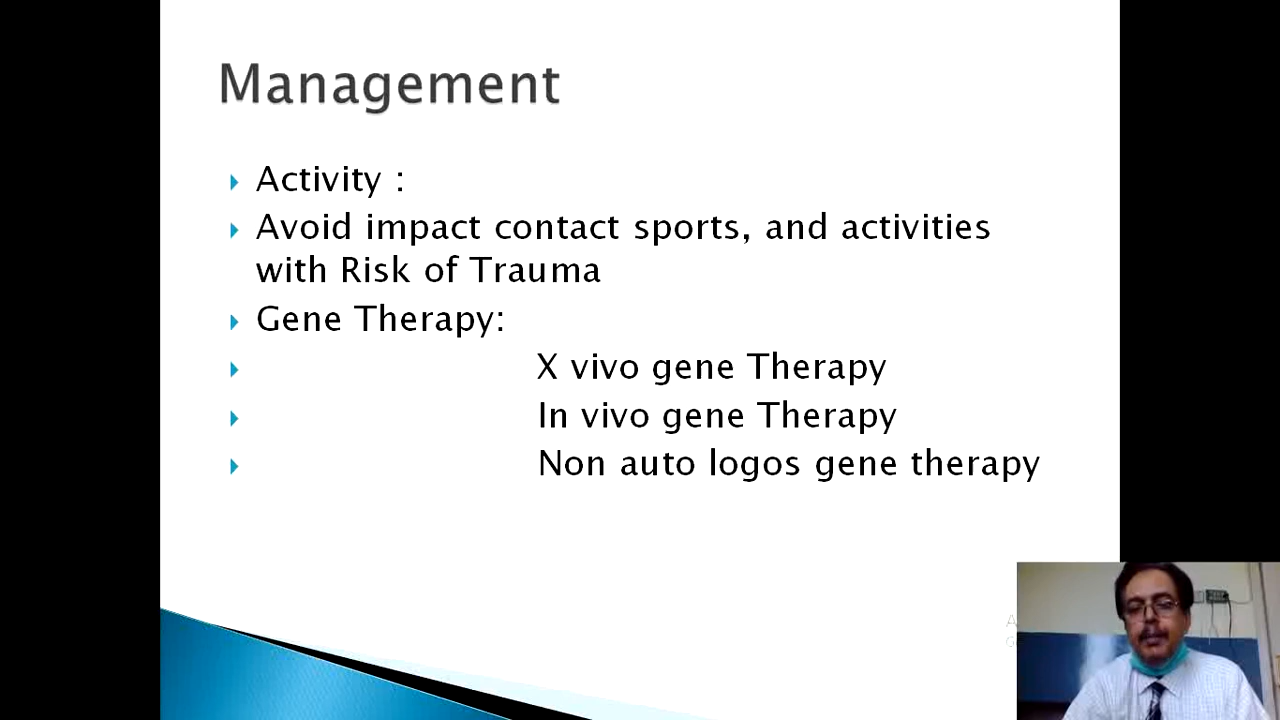 Management
Activity :
Avoid impact contact sports, and activities
with Risk of Trauma
Gene Therapy:
X vivo gene Therapy
In vivo gene Therapy
Non auto logos gene therapy